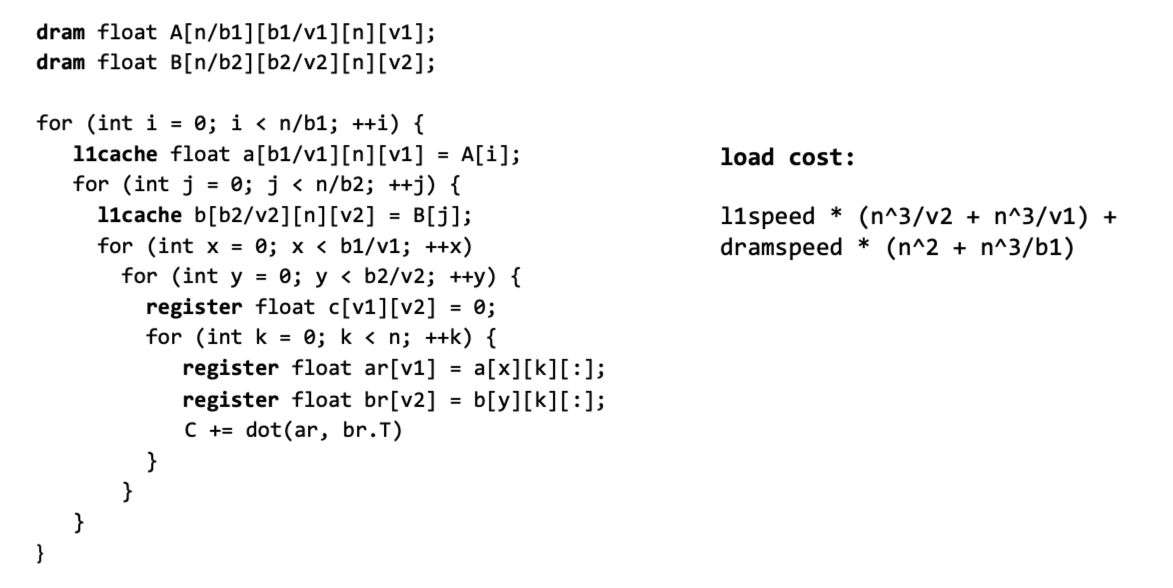 dram float A[n/b1][b1/v1][n][v1];
dram float B[n/b2][b2/v2][n][v2];
for (int i = 0; i < n/b1; ++i) {
l1cache float a[b1/v1][n][v1] = A[i];
for (int j = 0; j < n/b2; ++j) {
l1cache b[b2/v2][n][v2] = B[j];
for (int x = 0; x < b1/v1; ++x)
for (int y = 0; y < b2/v2; ++y) {
register float c[v1][v2] = 0;
for (int k = 0; k < n; ++k) {
register float ar[v1] = a[x][k][:];
register float br[v2] = b[y][k][:];
C += dot(ar, br.T)
}
}
}
}
load cost:
l1speed * (n^3/v2 + n^3/v1) +
dramspeed * (n^2 + n^3/b1)